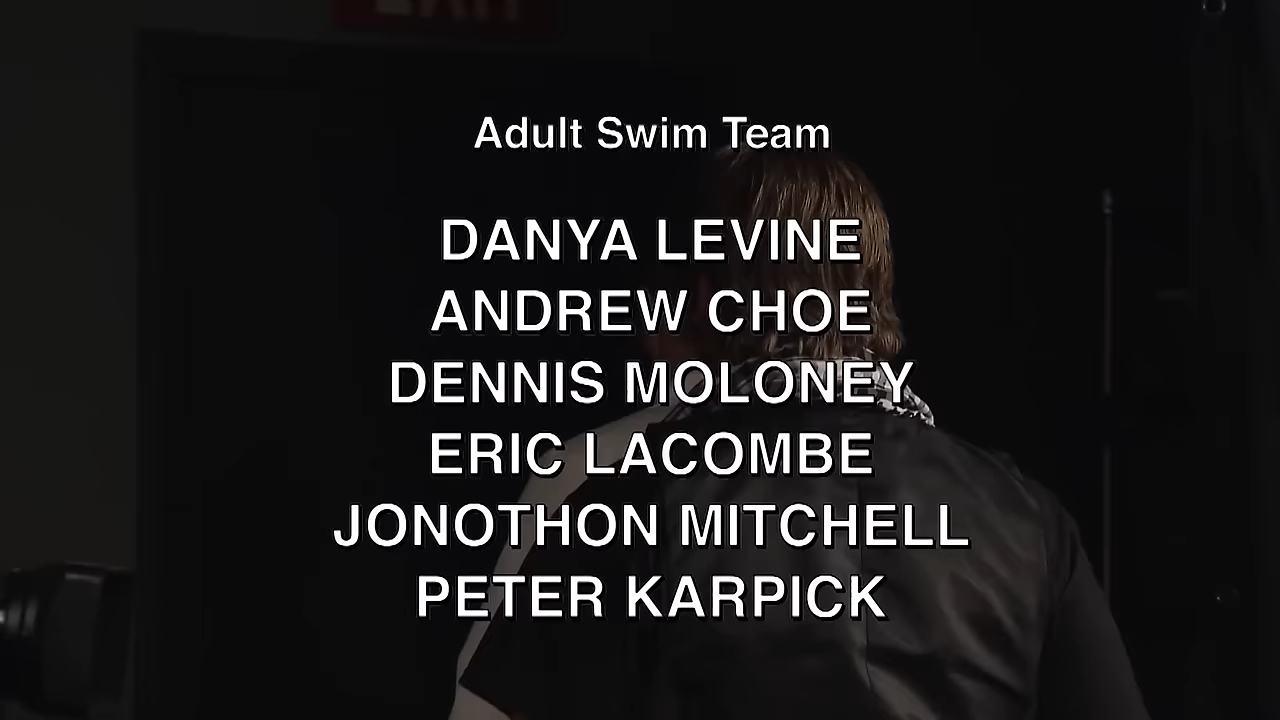 Adult Swim Team
DANYA LEVINE
ANDREW CHOE
DENNIS MOLONEY
ERIC LACOMBE
JONOTHON MITCHELL
PETER KARPICK